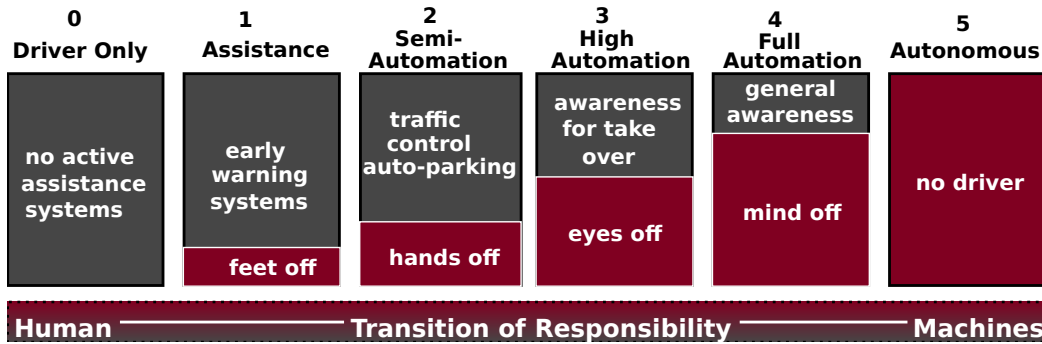 0
Driver Only
no active
assistance
systems
1
Assistance
early
warning
systems
feet off
2
Semi-
Automation
traffic
control
auto-parking
hands off
3
High
Automation
awareness
for take
over
eyes off
4
Full
Automation
general
awareness
mind off
5
Autonomous
no driver
Human Transition of Responsibility Machines